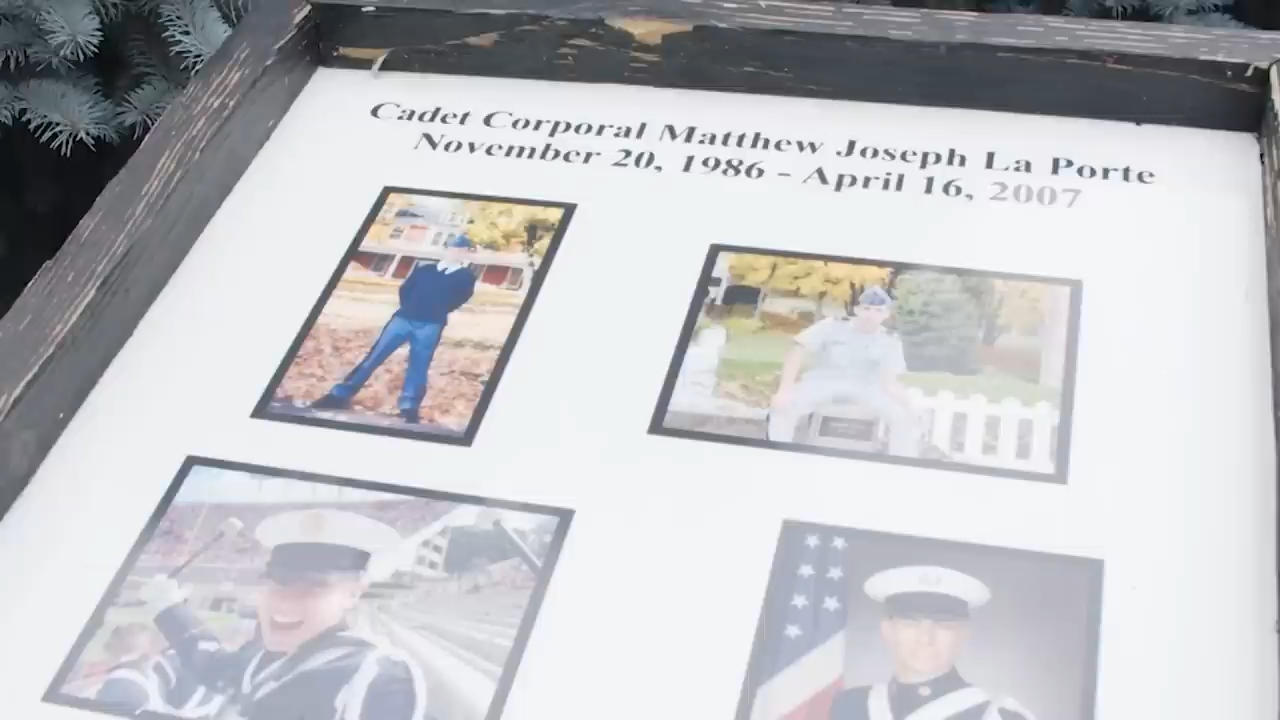 Cadet Corporal Matthew Joseph La Porte
November 20, 1986 - April 16, 2007